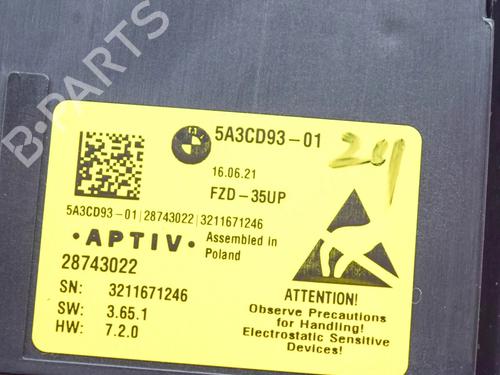 B-PARTS
5A3CD93-01
204
16.06.21
FZD-35UP
5A3CD93-01|28743022|3211671246
·APTIV·
Assembled in
Poland
28743022
SN: 3211671246
SW: 3.65.1
HW: 7.2.0
ATTENTION!
Observe Precautions
for Handling!
Electrostatic Sensitive
Devices!